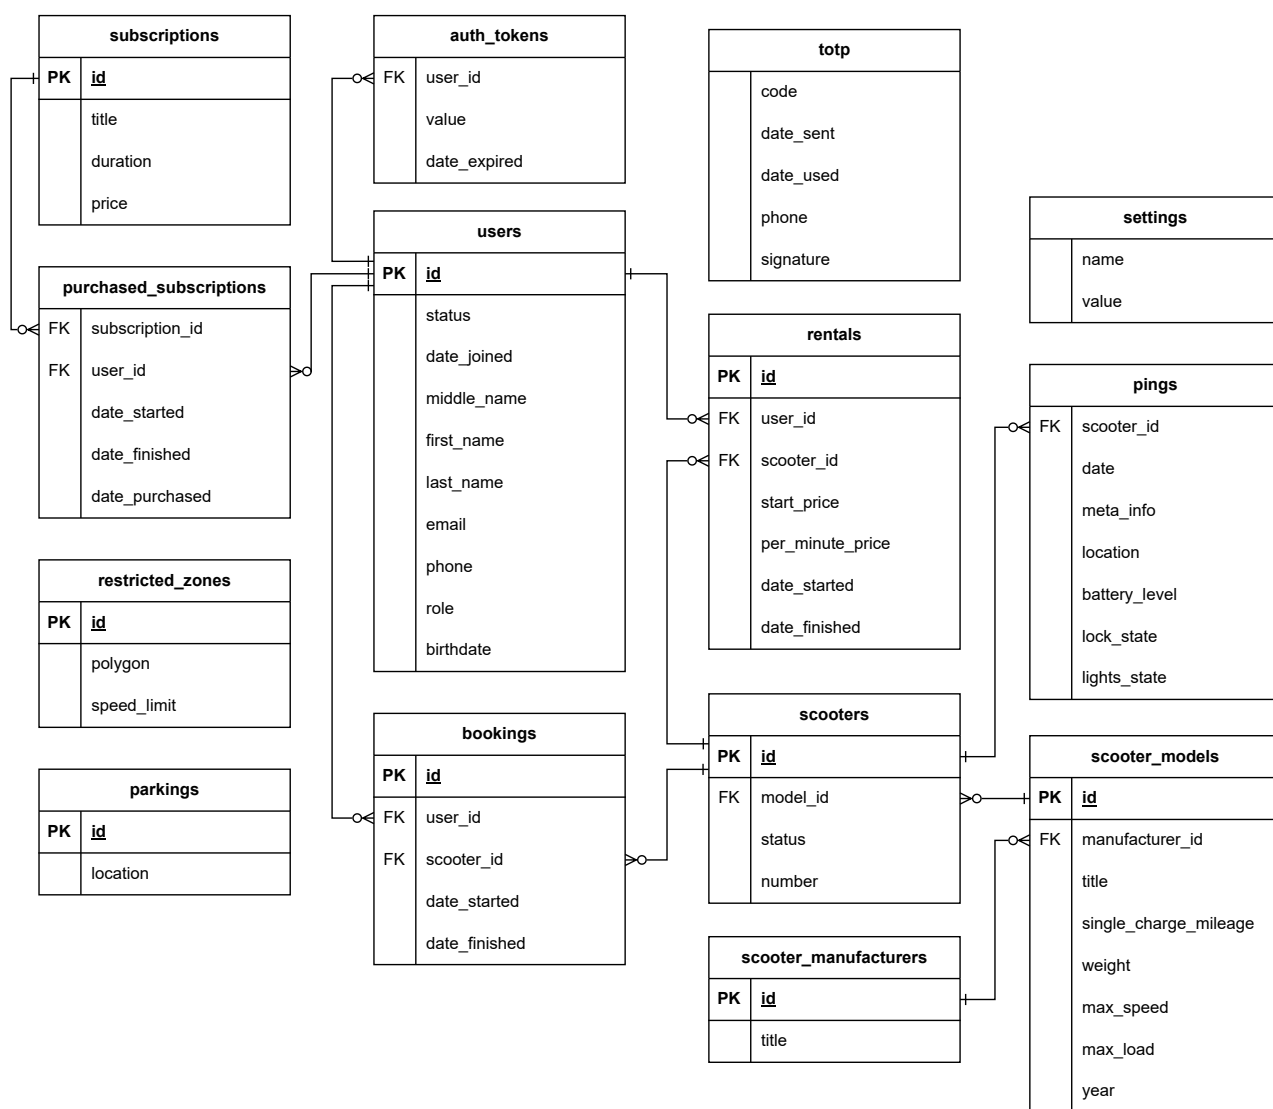 subscriptions
PK id
title
duration
price
purchased_subscriptions
FK subscription_id
FK user_id
date_started
date_finished
date_purchased
restricted_zones
PK id
polygon
speed_limit
parkings
PK id
location
auth_tokens
FK user_id
value
date_expired
users
PK id
status
date_joined
middle_name
first_name
last_name
email
phone
role
birthdate
bookings
PK id
FK user_id
FK scooter_id
date_started
date_finished
totp
code
date_sent
date_used
phone
signature
rentals
PK id
FK user_id
FK scooter_id
start_price
per_minute_price
date_started
date_finished
scooters
PK id
FK model_id
status
number
scooter_manufacturers
PK id
title
settings
name
value
pings
FK scooter_id
date
meta_info
location
battery_level
lock_state
lights_state
scooter_models
PK id
FK manufacturer_id
title
single_charge_mileage
weight
max_speed
max_load
year